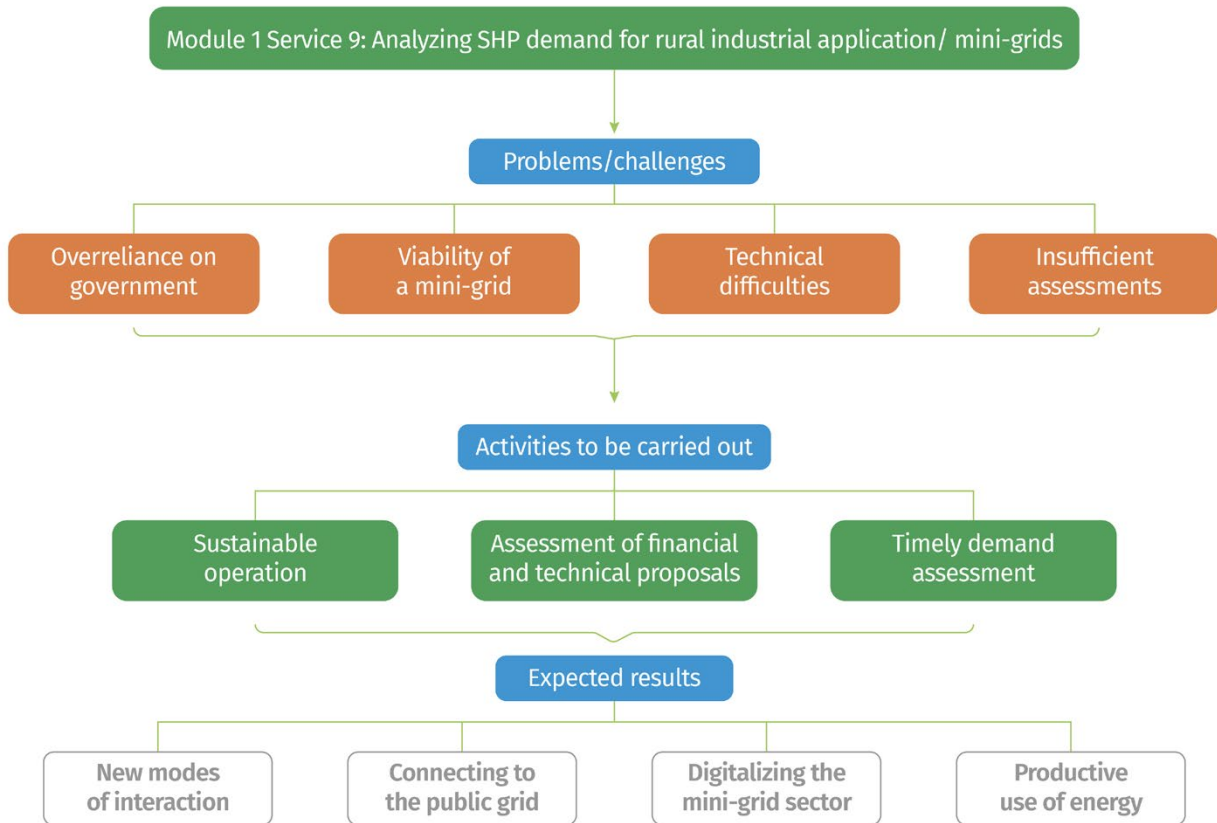 Module 1 Service 9: Analyzing SHP demand for rural industrial application/ mini-grids
Problems/challenges
Overreliance on
government
Viability of
a mini-grid
Technical
difficulties
Insufficient
assessments
Activities to be carried out
Sustainable
operation
Assessment of financial
and technical proposals
Timely demand
assessment
Expected results
New modes
of interaction
Connecting to
the public grid
Digitalizing the
mini-grid sector
Productive
use of energy